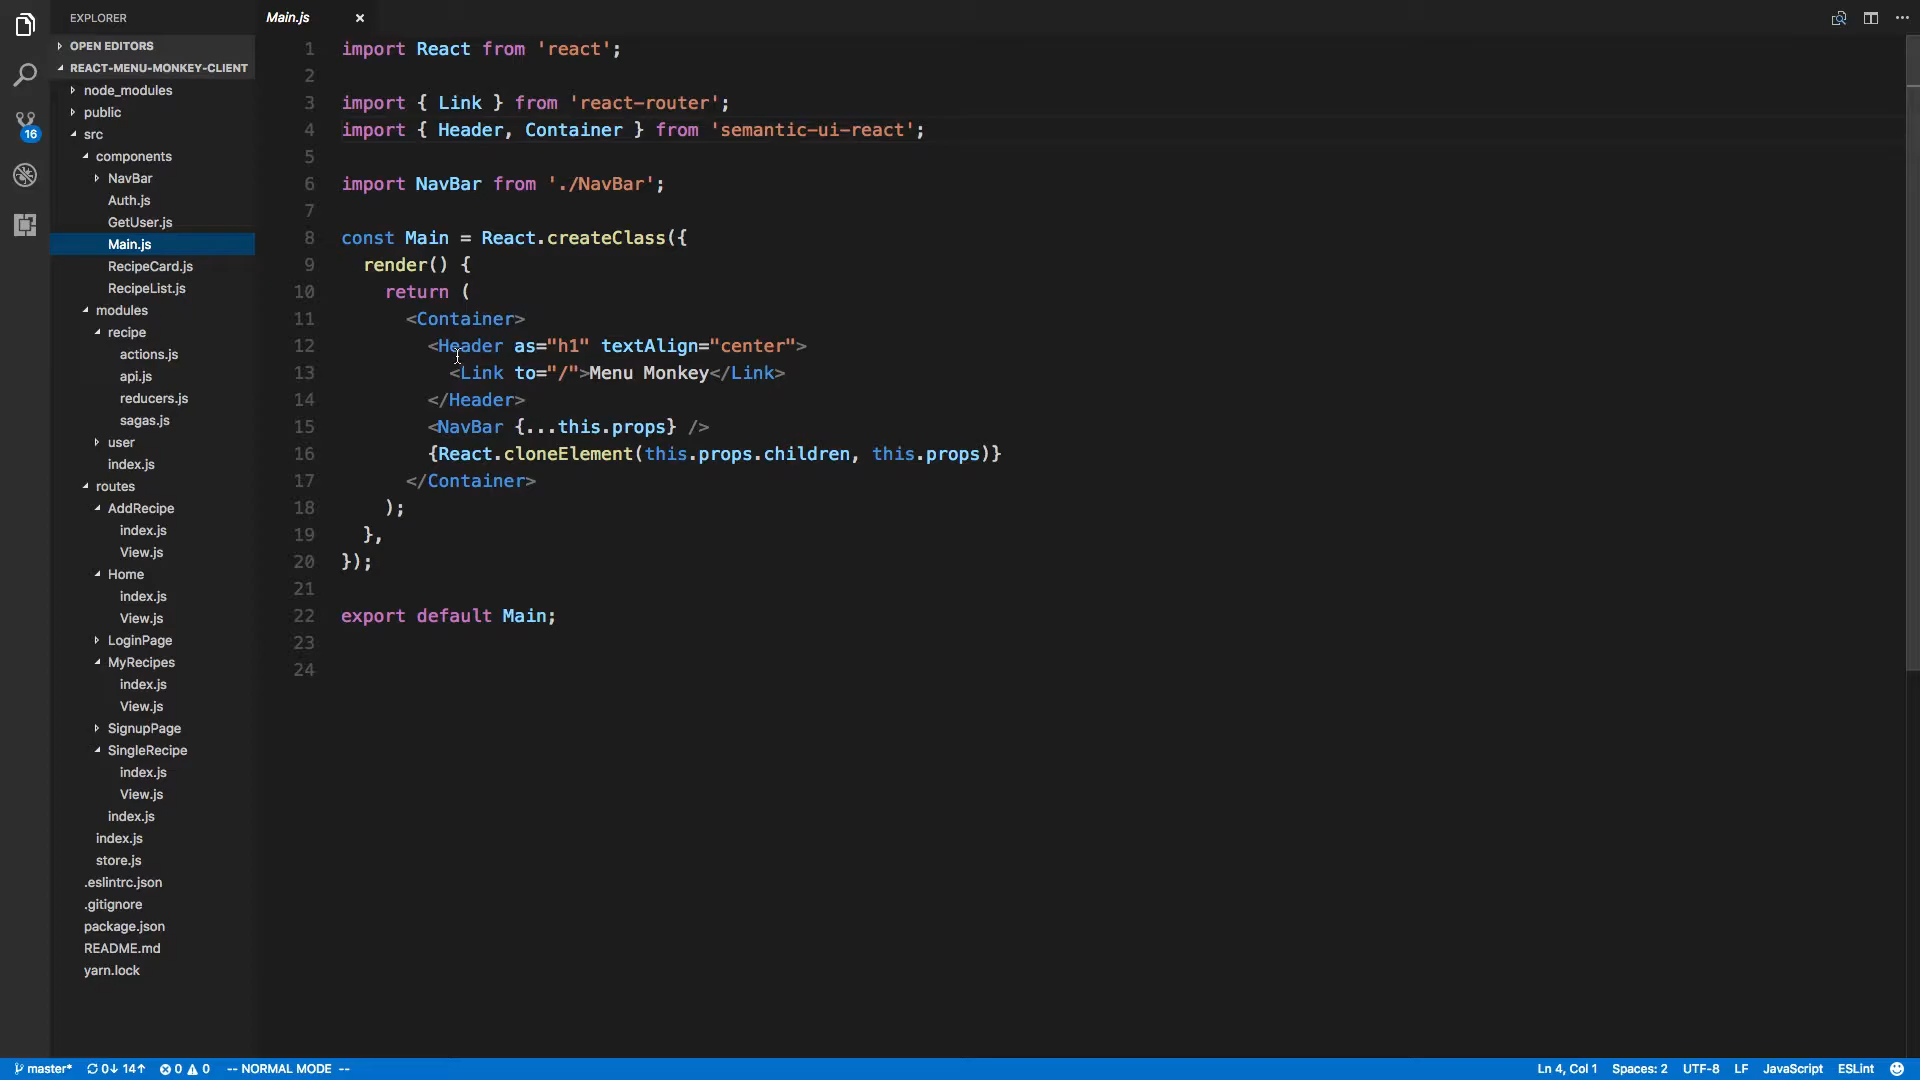 EXPLORER
OPEN EDITORS
REACT-MENU-MONKEY-CLIENT
node_modules
public
16
src
components
NavBar
Auth.js
GetUser.js
Main.js
RecipeCard.js
RecipeList.js
modules
recipe
actions.js
api.js
reducers.js
sagas.js
user
index.js
routes
AddRecipe
index.js
View.js
Home
index.js
View.js
LoginPage
MyRecipes
index.js
View.js
SignupPage
SingleRecipe
index.js
View.js
index.js
index.js
store.js
.eslintrc.json
.gitignore
package.json
README.md
yarn.lock
Main.js
1 import React from 'react';
2
3 import { Link } from 'react-router';
4 import { Header, Container } from 'semantic-ui-react';
5
6 import NavBar from './NavBar';
7
8 const Main = React.createClass({
9 render() {
10 return (
11 <Container>
12 <Header as="h1" textAlign="center">
13 <Link to="/">Menu Monkey</Link>
14 </Header>
15 <NavBar {...this.props} />
16 {React.cloneElement(this.props.children, this.props)}
17 </Container>
18 );
19 },
20 });
21
22 export default Main;
23
24
master* 0↓ 14↑ 0 0 -- NORMAL MODE -- Ln 4, Col 1 Spaces: 2 UTF-8 LF JavaScript ESLint